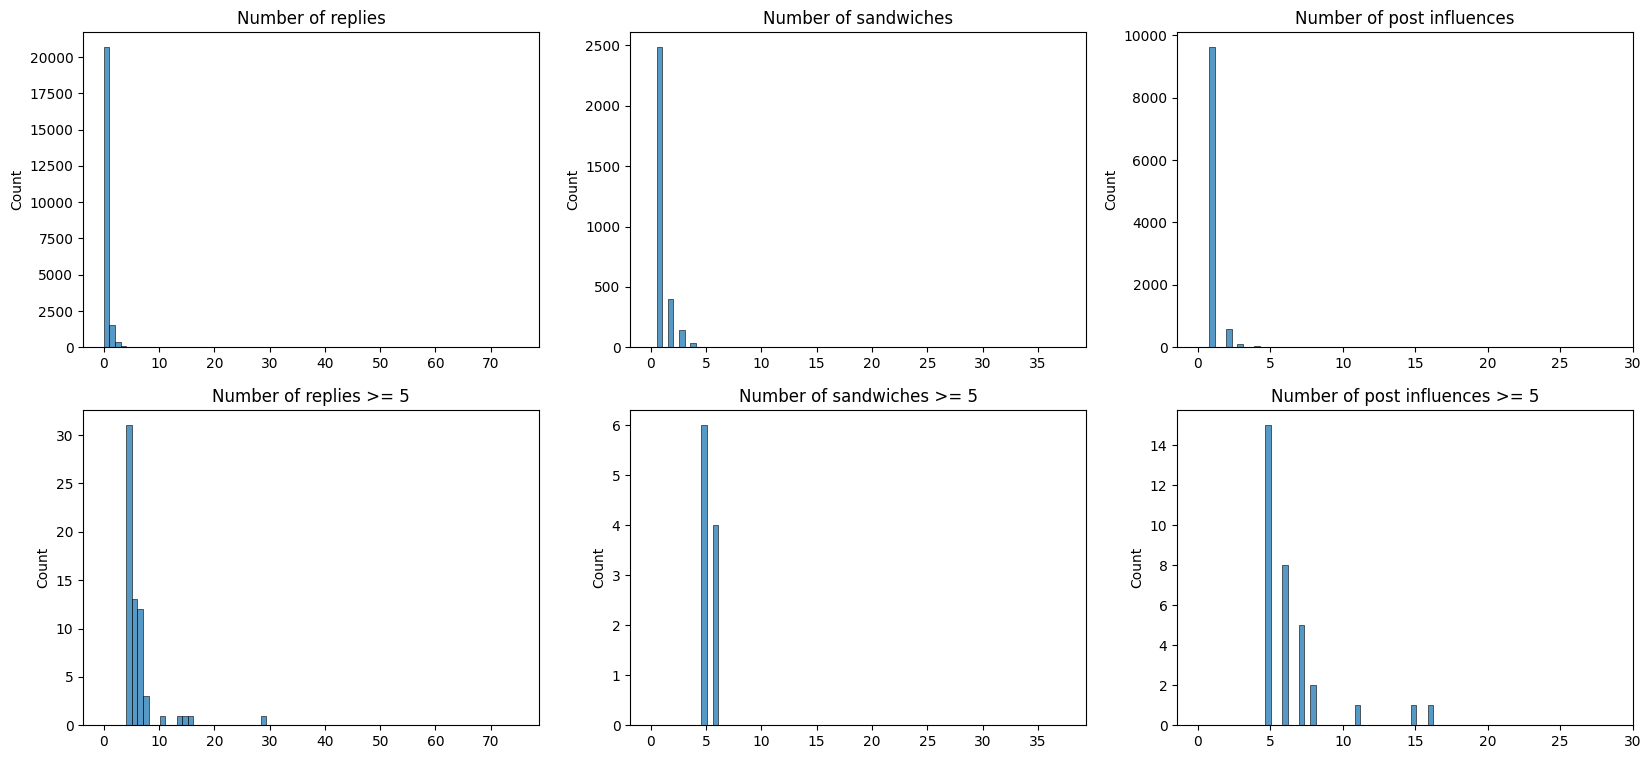 Number of replies
Count
20000
17500
15000
12500
10000
7500
5000
2500
0
0 10 20 30 40 50 60 70
Number of sandwiches
Count
2500
2000
1500
1000
500
0
0 5 10 15 20 25 30 35
Number of post influences
Count
10000
8000
6000
4000
2000
0
0 5 10 15 20 25 30
Number of replies >= 5
Count
30
25
20
15
10
5
0
0 10 20 30 40 50 60 70
Number of sandwiches >= 5
Count
6
5
4
3
2
1
0
0 5 10 15 20 25 30 35
Number of post influences >= 5
Count
14
12
10
8
6
4
2
0
0 5 10 15 20 25 30